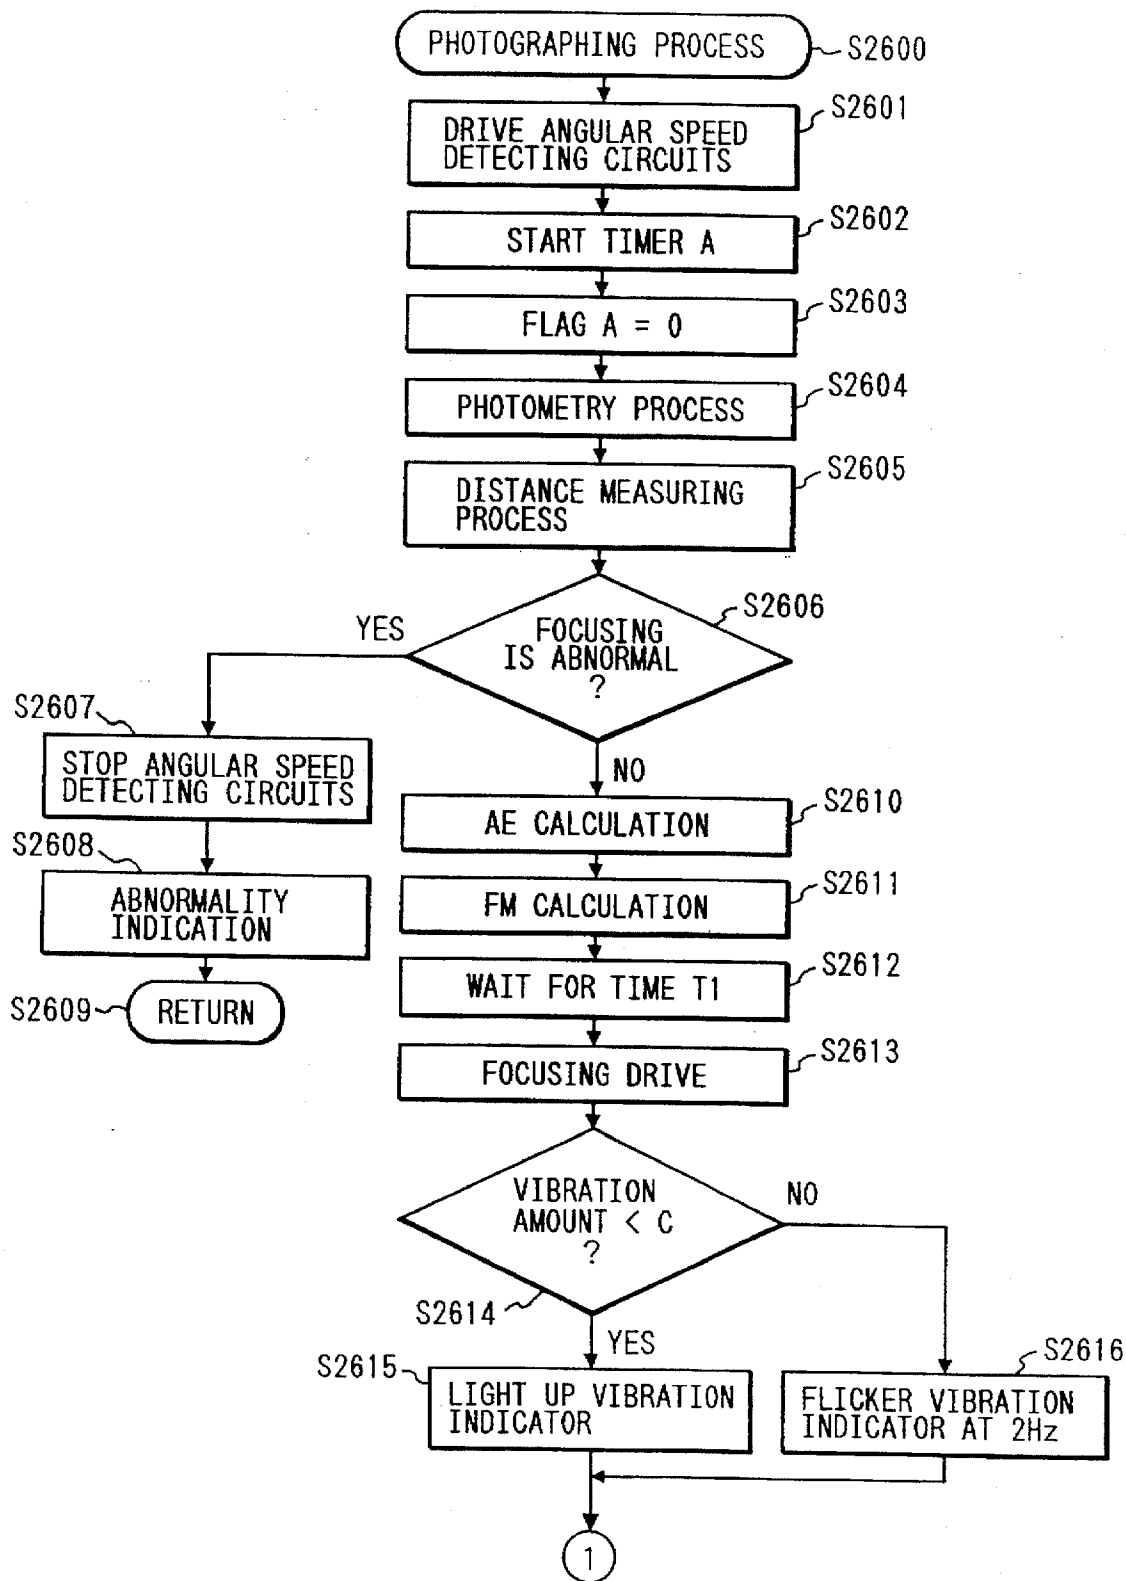 PHOTOGRAPHING PROCESS
S2600
S2601
DRIVE ANGULAR SPEED
DETECTING CIRCUITS
S2602
START TIMER A
S2603
FLAG A = 0
S2604
PHOTOMETRY PROCESS
S2605
DISTANCE MEASURING
PROCESS
S2606
YES
FOCUSING
IS ABNORMAL
?
S2607
STOP ANGULAR SPEED
DETECTING CIRCUITS
S2608
ABNORMALITY
INDICATION
S2609
RETURN
NO
S2610
AE CALCULATION
S2611
FM CALCULATION
S2612
WAIT FOR TIME T1
S2613
FOCUSING DRIVE
VIBRATION
AMOUNT < C
?
NO
S2614
YES
S2615
LIGHT UP VIBRATION
INDICATOR
S2616
FLICKER VIBRATION
INDICATOR AT 2Hz
1